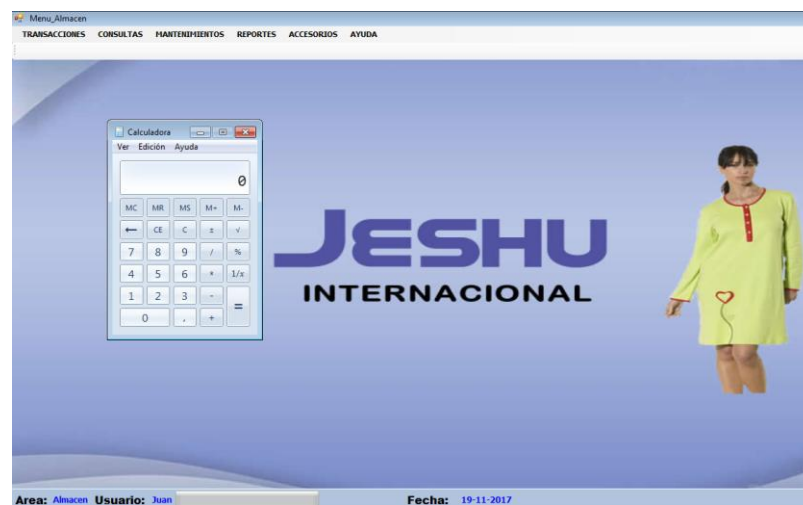 Menu_Almacen
TRANSACCIONES CONSULTAS MANTENIMIENTOS REPORTES ACCESORIOS AYUDA
Calculadora
Ver Edición Ayuda
0
MC MR MS M+ M-
← CE C ± √
7 8 9 / %
4 5 6 * 1/x
1 2 3 - =
0 , +
JESHU
INTERNACIONAL
Area: Almacen Usuario: Juan Fecha: 19-11-2017